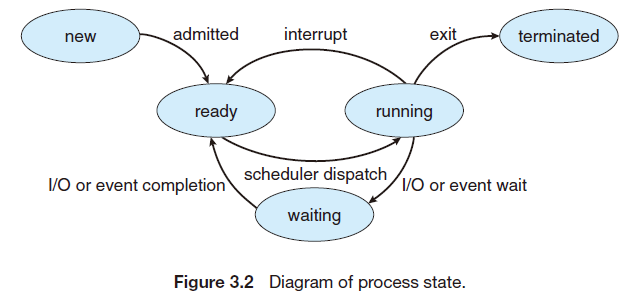 new
admitted
interrupt
exit
terminated
ready
running
scheduler dispatch
I/O or event completion
I/O or event wait
waiting
Figure 3.2 Diagram of process state.